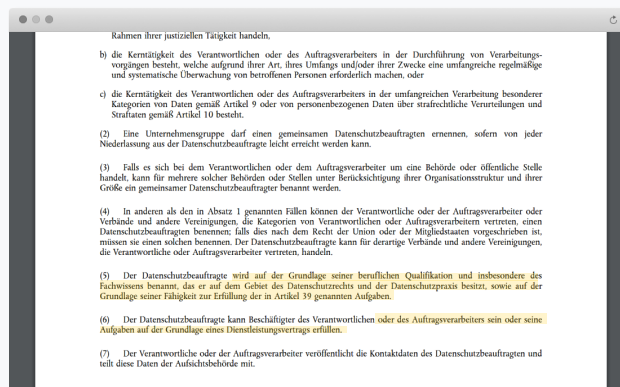 Rahmen ihrer justiziellen Tätigkeit handeln,
b) die Kerntätigkeit des Verantwortlichen oder des Auftragsverarbeiters in der Durchführung von Verarbeitungs-
vorgängen besteht, welche aufgrund ihrer Art, ihres Umfangs und/oder ihrer Zwecke eine umfangreiche regelmäßige
und systematische Überwachung von betroffenen Personen erforderlich machen, oder
c) die Kerntätigkeit des Verantwortlichen oder des Auftragsverarbeiters in der umfangreichen Verarbeitung besonderer
Kategorien von Daten gemäß Artikel 9 oder von personenbezogenen Daten über strafrechtliche Verurteilungen und
Straftaten gemäß Artikel 10 besteht.
(2) Eine Unternehmensgruppe darf einen gemeinsamen Datenschutzbeauftragten ernennen, sofern von jeder
Niederlassung aus der Datenschutzbeauftragte leicht erreicht werden kann.
(3) Falls es sich bei dem Verantwortlichen oder dem Auftragsverarbeiter um eine Behörde oder öffentliche Stelle
handelt, kann für mehrere solcher Behörden oder Stellen unter Berücksichtigung ihrer Organisationsstruktur und ihrer
Größe ein gemeinsamer Datenschutzbeauftragter benannt werden.
(4) In anderen als den in Absatz 1 genannten Fällen können der Verantwortliche oder der Auftragsverarbeiter oder
Verbände und andere Vereinigungen, die Kategorien von Verantwortlichen oder Auftragsverarbeitern vertreten, einen
Datenschutzbeauftragten benennen; falls dies nach dem Recht der Union oder der Mitgliedstaaten vorgeschrieben ist,
müssen sie einen solchen benennen. Der Datenschutzbeauftragte kann für derartige Verbände und andere Vereinigungen,
die Verantwortliche oder Auftragsverarbeiter vertreten, handeln.
(5) Der Datenschutzbeauftragte wird auf der Grundlage seiner beruflichen Qualifikation und insbesondere des
Fachwissens benannt, das er auf dem Gebiet des Datenschutzrechts und der Datenschutzpraxis besitzt, sowie auf der
Grundlage seiner Fähigkeit zur Erfüllung der in Artikel 39 genannten Aufgaben.
(6) Der Datenschutzbeauftragte kann Beschäftigter des Verantwortlichen oder des Auftragsverarbeiters sein oder seine
Aufgaben auf der Grundlage eines Dienstleistungsvertrags erfüllen.
(7) Der Verantwortliche oder der Auftragsverarbeiter veröffentlicht die Kontaktdaten des Datenschutzbeauftragten und
teilt diese Daten der Aufsichtsbehörde mit.